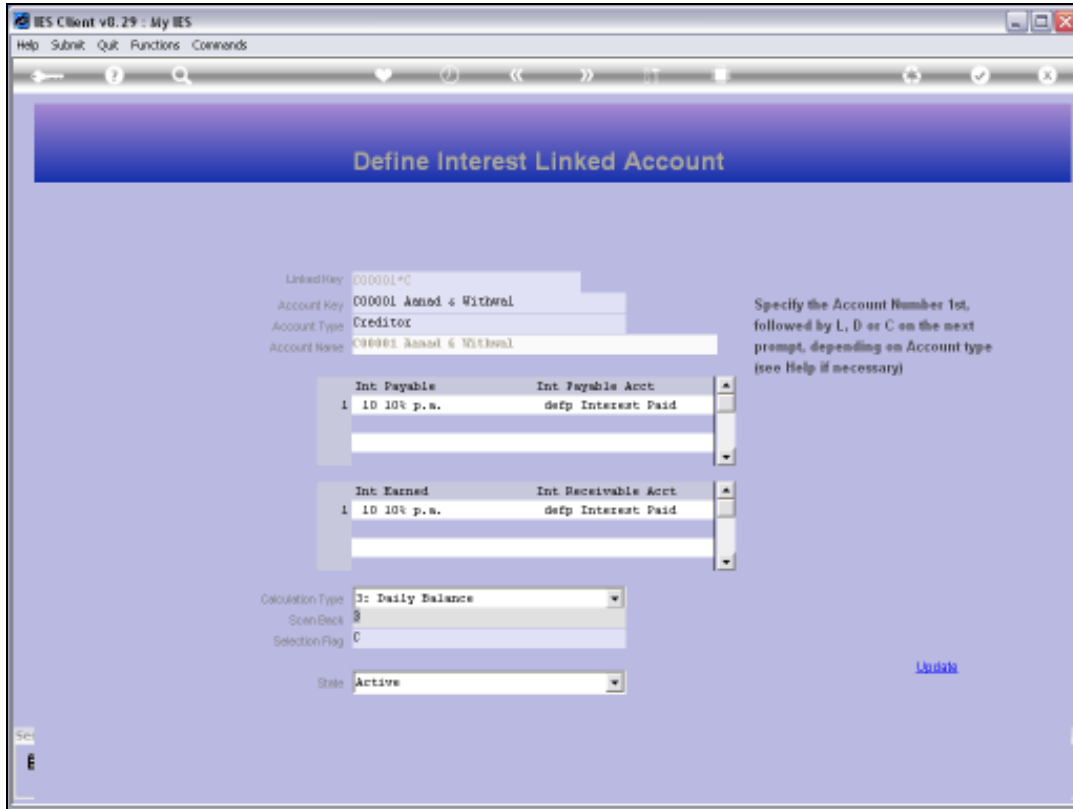 IES Client v8.29 : My IES
Help Submit Quit Functions Commands
Define Interest Linked Account
Linked Key C00001*C
Account Key C00001 Aanad & Withwal
Account Type Creditor
Account Name C00001 Aanad & Withwal
Specify the Account Number 1st,
followed by L, D or C on the next
prompt, depending on Account type
(see Help if necessary)
Int Payable Int Payable Acct
1 10 10% p.a. defp Interest Paid
Int Earned Int Receivable Acct
1 10 10% p.a. defp Interest Paid
Calculation Type 3: Daily Balance
Scan Back 3
Selection Flag C
Update
State Active
Ses